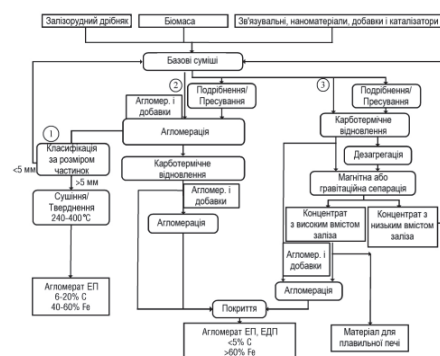 Залізорудний дрібняк
Біомаса
Зв'язувальні, наноматеріали, добавки і каталізатори
Базові суміші
2
3
Подрібнення/
Пресування
Подрібнення/
Пресування
Агломер. і
добавки
1
Агломерація
Карботермічне
відновлення
Класифікація
за розміром
частинок
<5 мм
>5 мм
Карботермічне
відновлення
Дезагрегація
Агломер.
і добавки
Магнітна або
гравітаційна сепарація
Сушіння/
Тверднення
240-400°C
Агломерація
Концентрат
з високим вмістом
заліза
Концентрат з
низьким вмістом
заліза
Агломер.
і добавки
Агломерат ЕП
6-20% C
40-60% Fe
Агломерація
Покриття
Матеріал для
плавильної печі
Агломерат ЕП, ЕДП
<5% C
>60% Fe